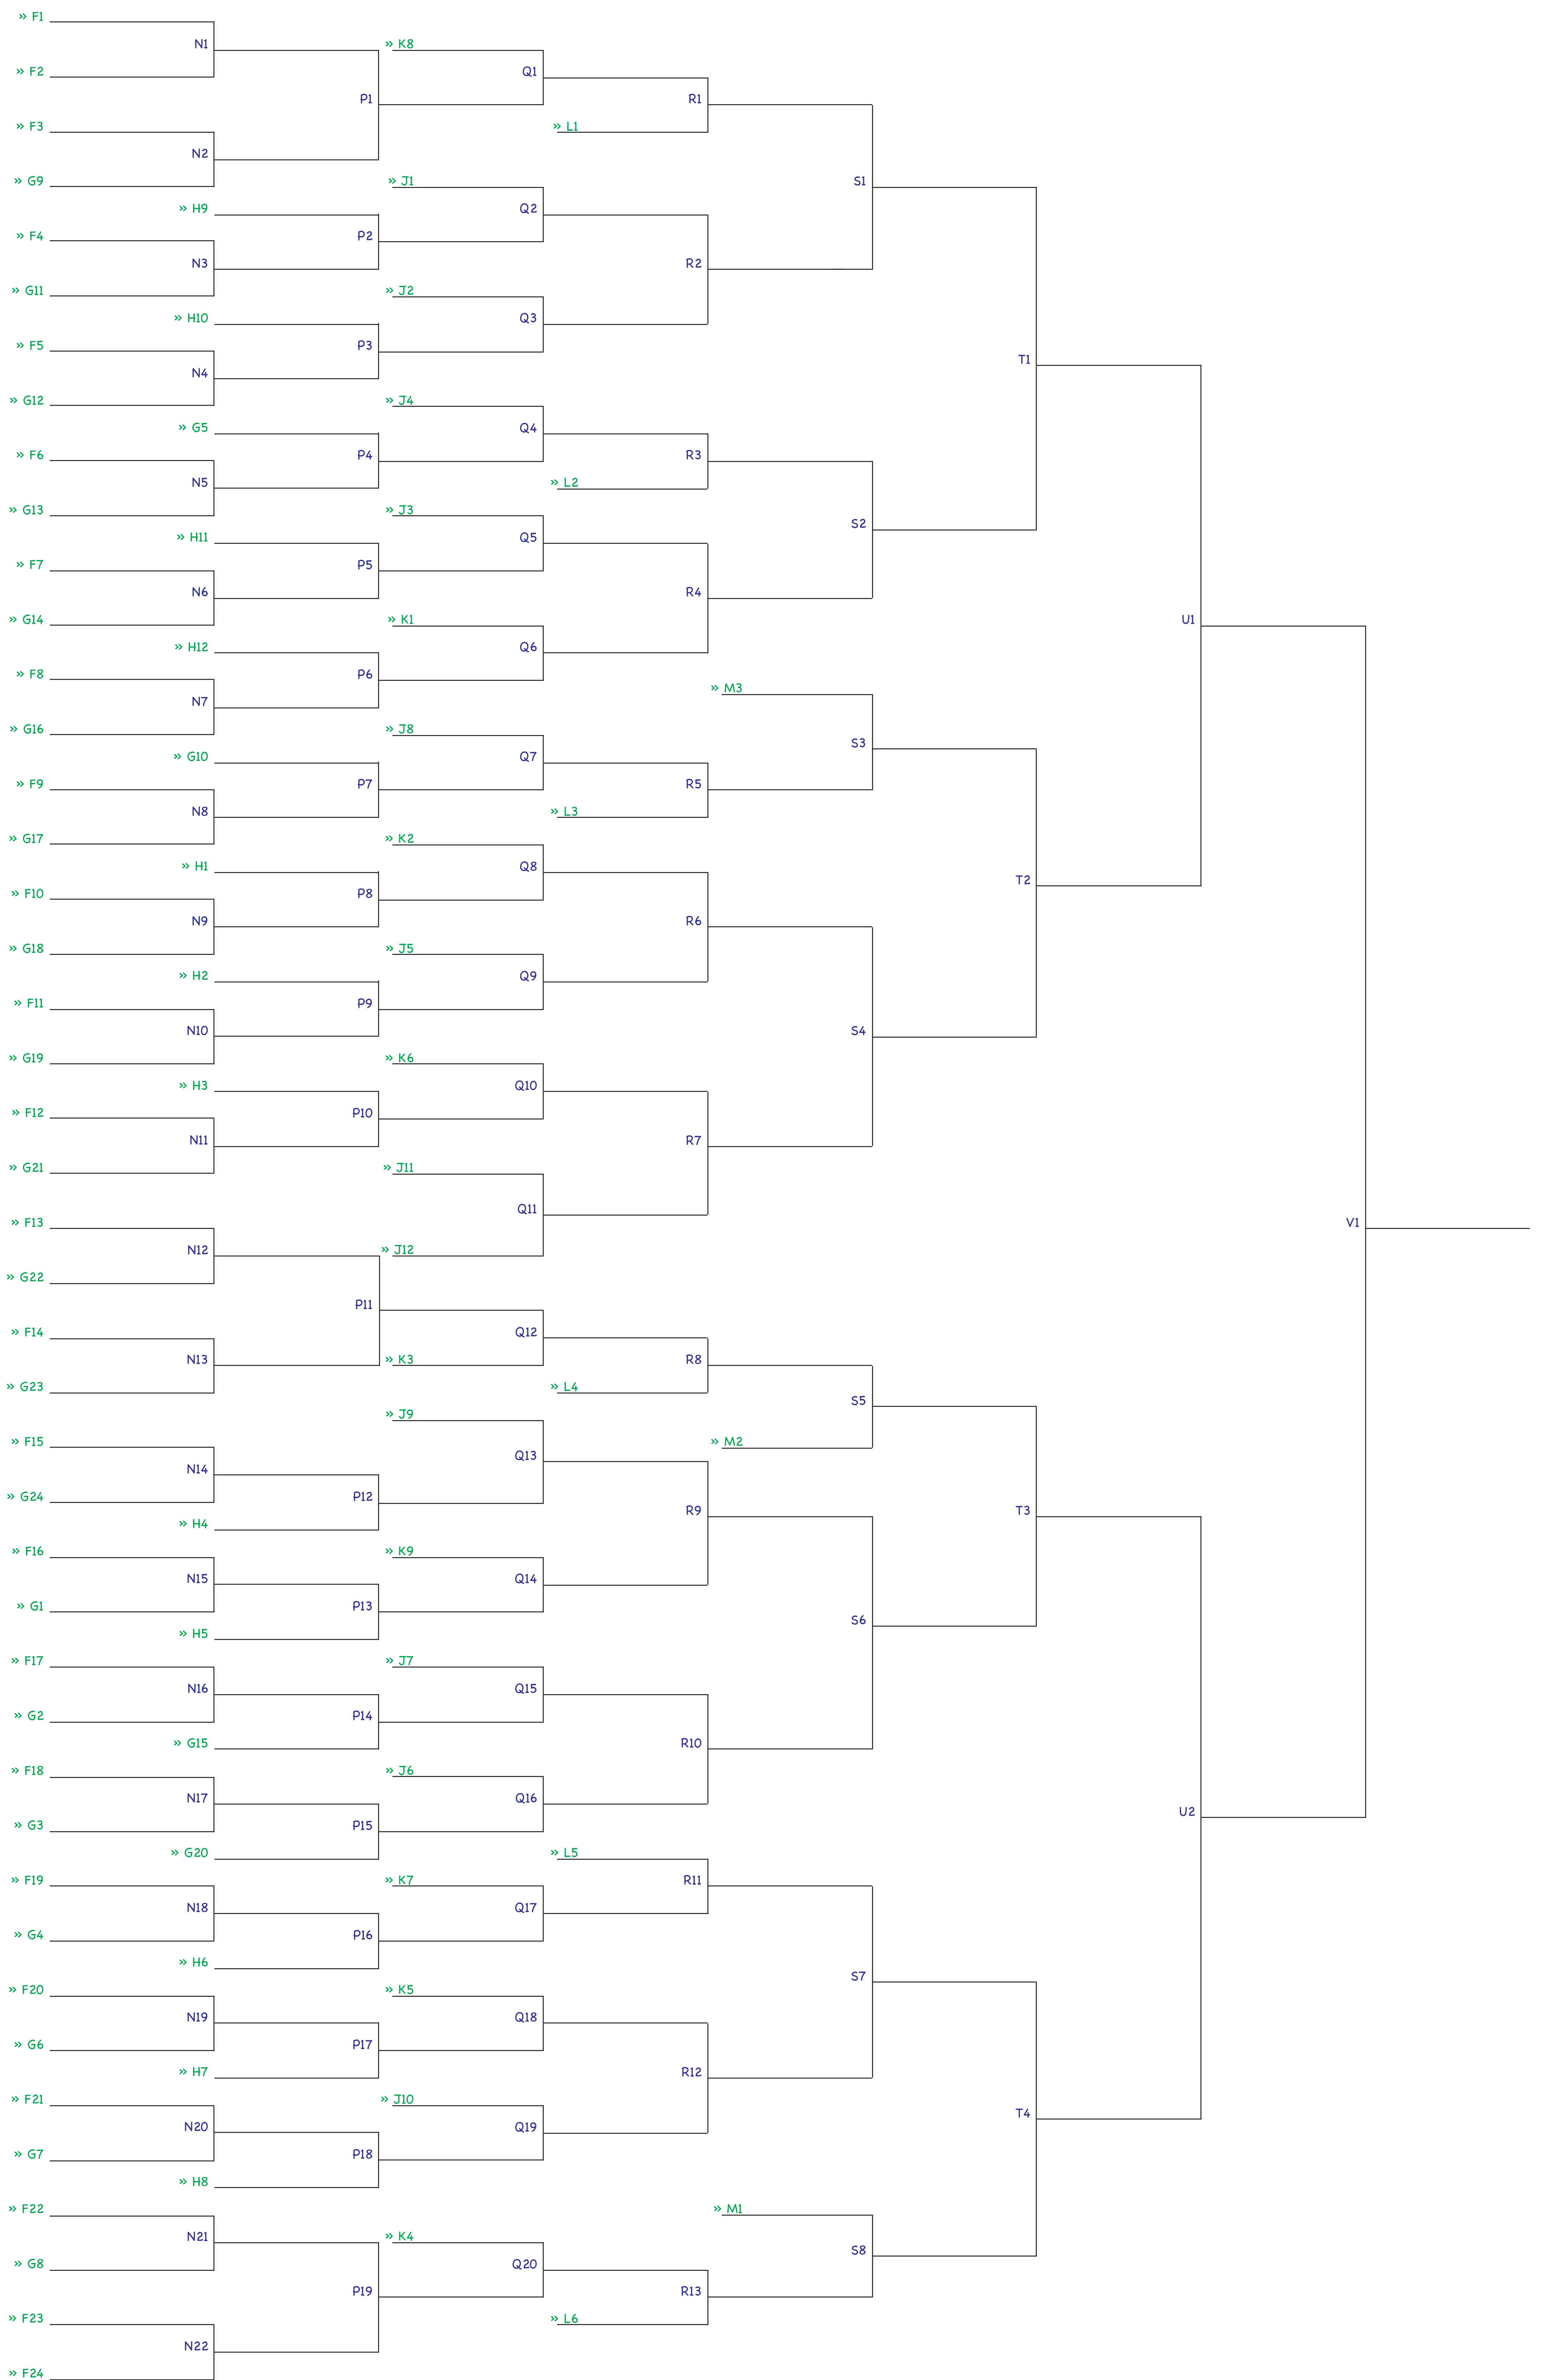 » F1
N1
» K8
» F2
Q1
P1
R1
» F3
» L1
N2
» G9
» J1
S1
» H9
Q2
» F4
P2
N3
R2
» G11
» J2
» H10
Q3
» F5
P3
T1
N4
» G12
» J4
» G5
Q4
» F6
P4
R3
N5
» L2
» G13
» J3
S2
» H11
Q5
» F7
P5
N6
R4
» G14
» K1
U1
» H12
Q6
» F8
P6
» M3
N7
» G16
» J8
S3
» G10
Q7
» F9
P7
R5
N8
» L3
» G17
» K2
» H1
Q8
» F10
P8
T2
N9
R6
» G18
» J5
» H2
Q9
» F11
P9
N10
S4
» G19
» K6
» H3
Q10
» F12
P10
N11
R7
» G21
» J11
Q11
» F13
V1
N12
» J12
» G22
P11
» F14
Q12
N13
» K3
R8
» G23
» L4
S5
» J9
» F15
» M2
Q13
N14
» G24
P12
R9
T3
» H4
» F16
» K9
N15
Q14
» G1
P13
S6
» H5
» F17
» J7
N16
Q15
» G2
P14
R10
» G15
» F18
» J6
N17
Q16
U2
» G3
P15
» G20
» L5
» F19
» K7
R11
N18
Q17
» G4
P16
» H6
S7
» F20
» K5
N19
Q18
» G6
P17
» H7
R12
» F21
» J10
T4
N20
Q19
» G7
P18
» H8
» F22
» M1
N21
» K4
S8
» G8
Q20
P19
R13
» F23
» L6
N22
» F24